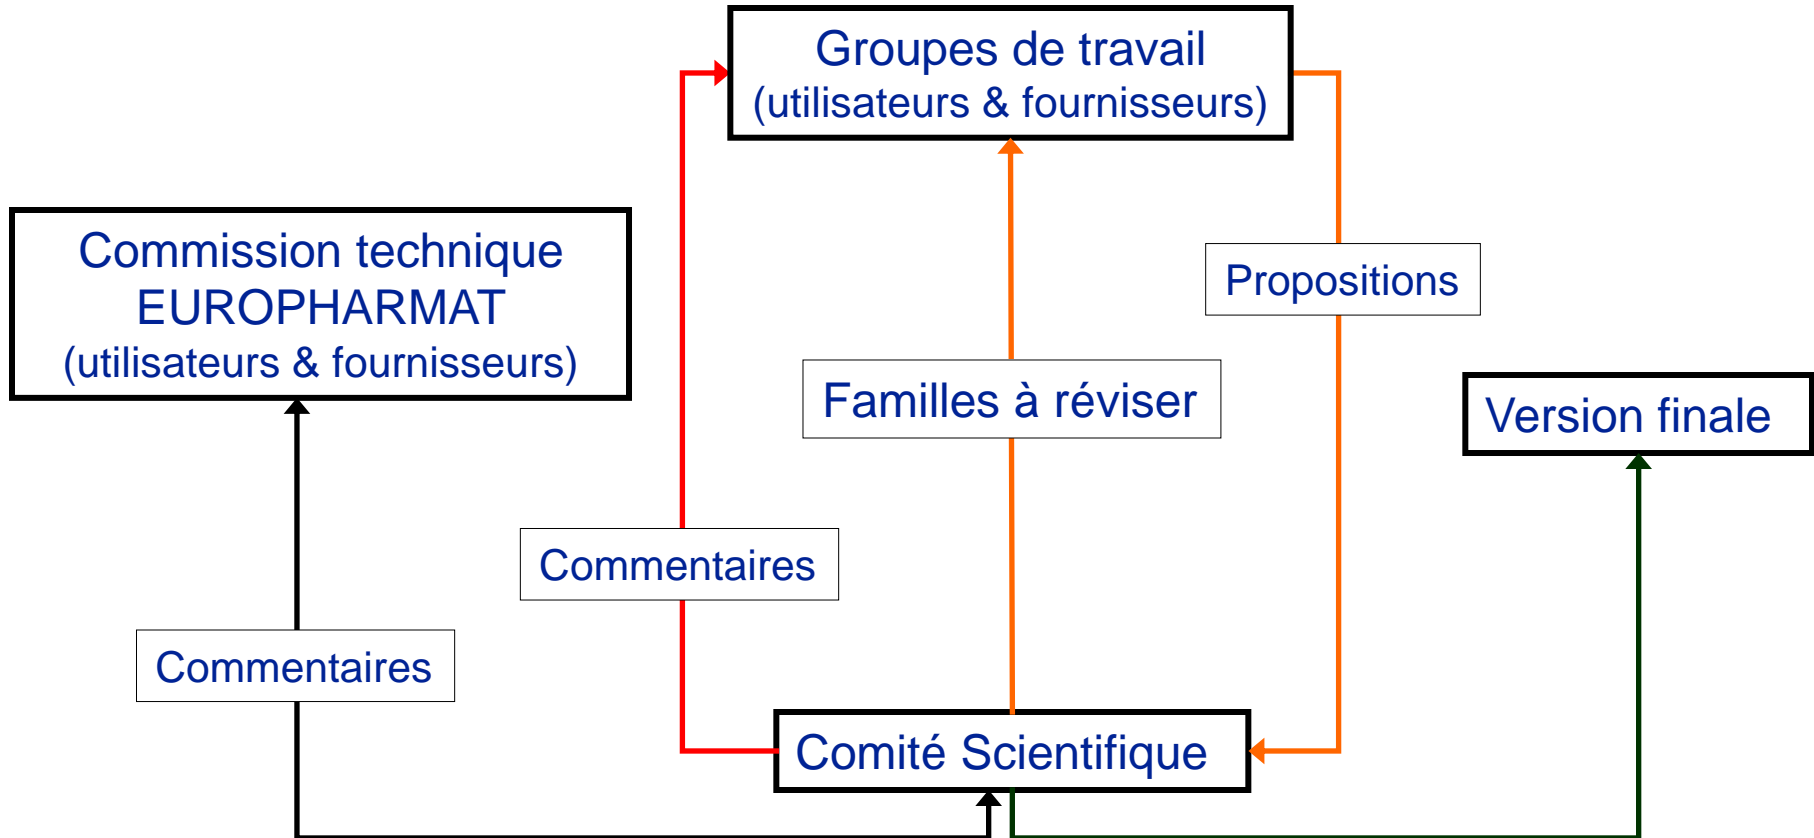 Groupes de travail
(utilisateurs & fournisseurs)
Commission technique
EUROPHARMAT
(utilisateurs & fournisseurs)
Propositions
Familles à réviser
Version finale
Commentaires
Commentaires
Comité Scientifique